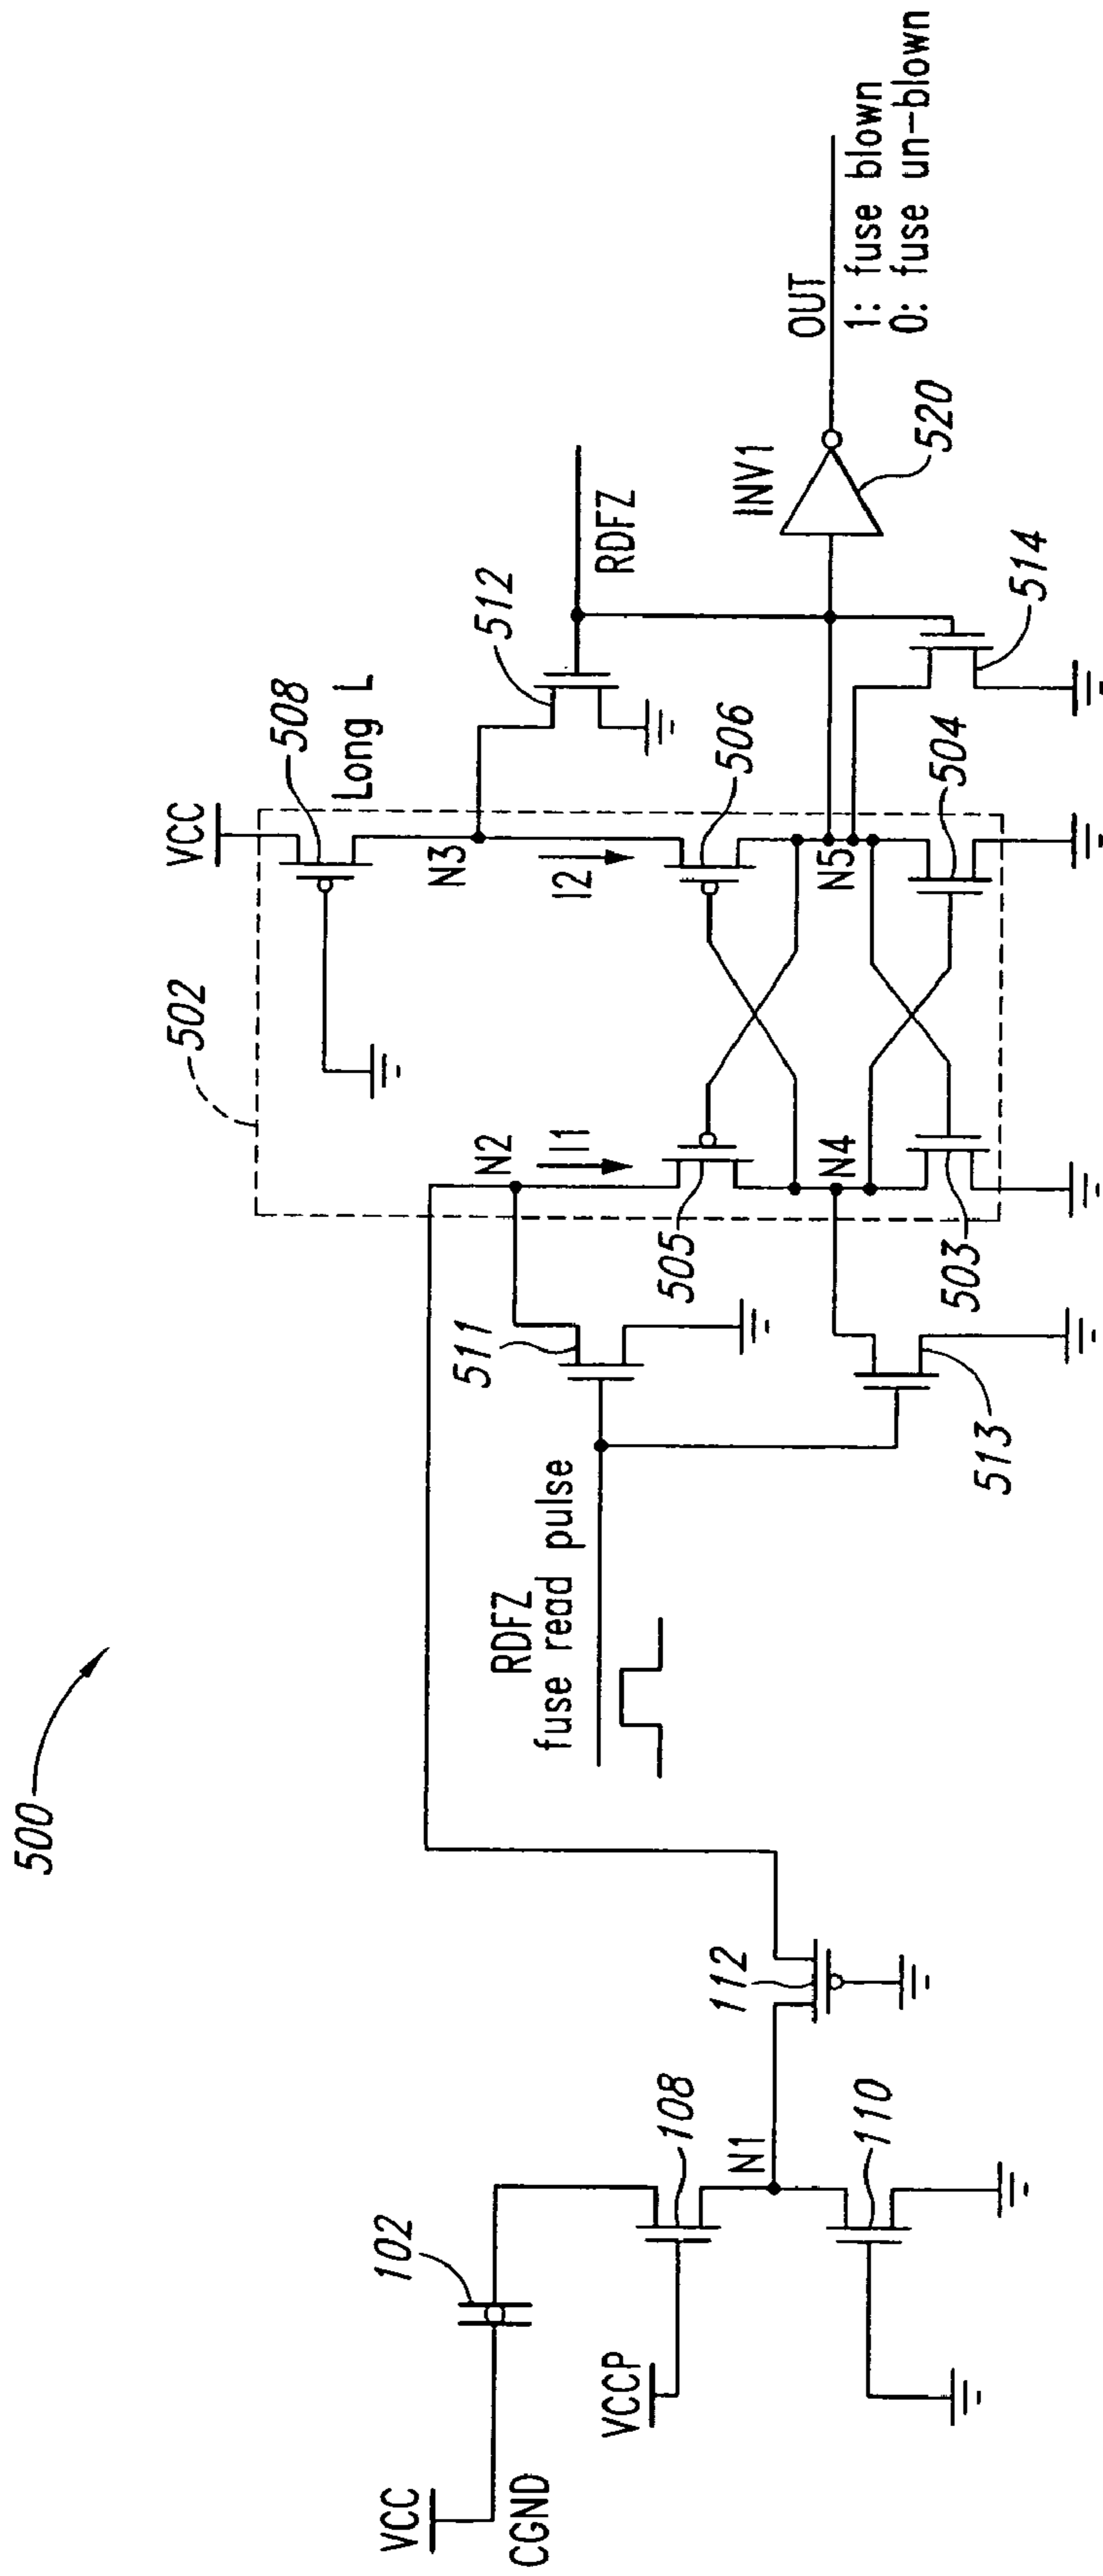 500
VCC
CGND
102
VCCP
108
N1
110
112
RDFZ
fuse read pulse
511
513
502
N2
I1
505
N4
503
VCC
508
Long L
N3
I2
506
N5
504
512
RDFZ
514
INV1
520
OUT
1: fuse blown
0: fuse un-blown